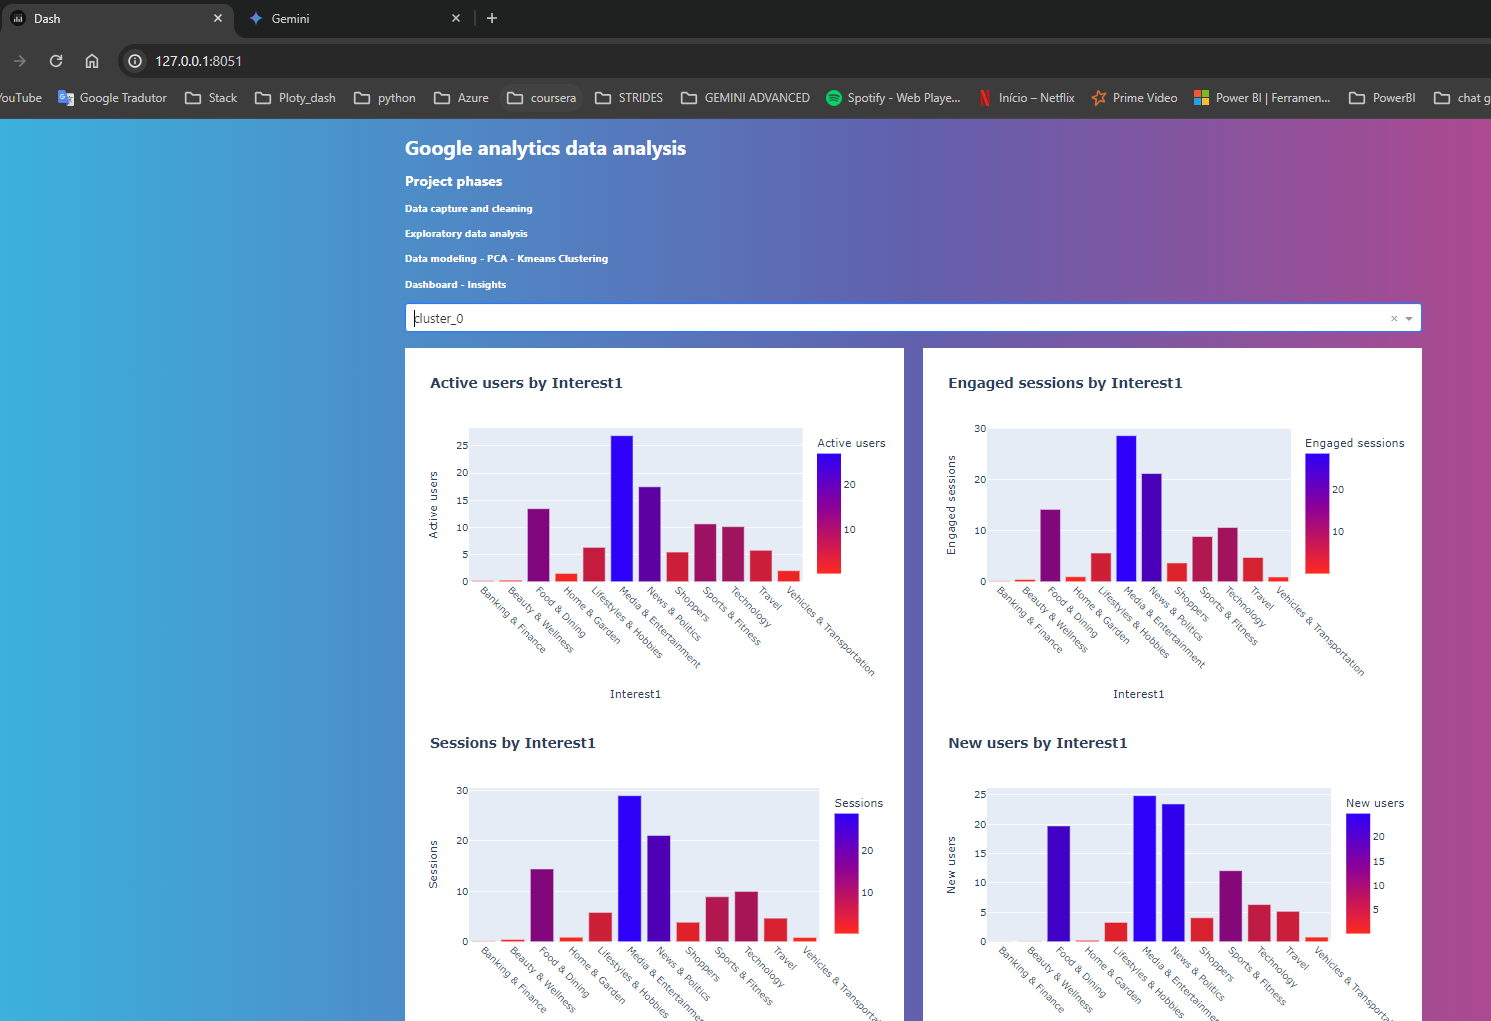 Dash
Gemini
127.0.0.1:8051
YouTube
Google Tradutor
Stack
Ploty_dash
python
Azure
coursera
STRIDES
GEMINI ADVANCED
Spotify - Web Playe...
Início – Netflix
Prime Video
Power BI | Ferramen...
PowerBI
chat g
Google analytics data analysis
Project phases
Data capture and cleaning
Exploratory data analysis
Data modeling - PCA - Kmeans Clustering
Dashboard - Insights
cluster_0
Active users by Interest1
Active users
25
20
15
10
5
0
Active users
20
10
Banking & Finance
Beauty & Wellness
Food & Dining
Home & Garden
Lifestyles & Hobbies
Media & Entertainment
News & Politics
Shoppers
Sports & Fitness
Technology
Travel
Vehicles & Transportation
Interest1
Engaged sessions by Interest1
Engaged sessions
30
20
10
0
Engaged sessions
20
10
Banking & Finance
Beauty & Wellness
Food & Dining
Home & Garden
Lifestyles & Hobbies
Media & Entertainment
News & Politics
Shoppers
Sports & Fitness
Technology
Travel
Vehicles & Transportation
Interest1
Sessions by Interest1
Sessions
30
20
10
0
Sessions
20
10
Banking & Finance
Beauty & Wellness
Food & Dining
Home & Garden
Lifestyles & Hobbies
Media & Entertainme
News & Politics
Shoppers
Sports & Fitness
Technology
Travel
Vehicles & Transporta
New users by Interest1
New users
25
20
15
10
5
0
New users
20
15
10
5
Banking & Finance
Beauty & Wellness
Food & Dining
Home & Garden
Lifestyles & Hobbies
Media & Entertainme
News & Politics
Shoppers
Sports & Fitness
Technology
Travel
Vehicles & Transporta